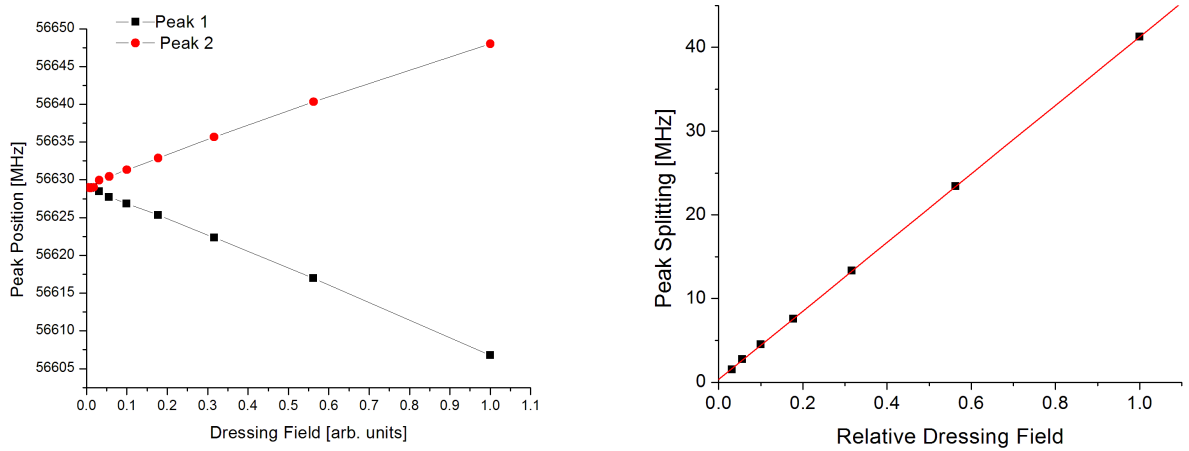 Peak 1
Peak 2
56650
56645
56640
56635
56630
56625
56620
56615
56610
56605
Peak Position [MHz]
0.0 0.1 0.2 0.3 0.4 0.5 0.6 0.7 0.8 0.9 1.0 1.1
Dressing Field [arb. units]
40
30
20
10
0
Peak Splitting [MHz]
0.0 0.2 0.4 0.6 0.8 1.0
Relative Dressing Field